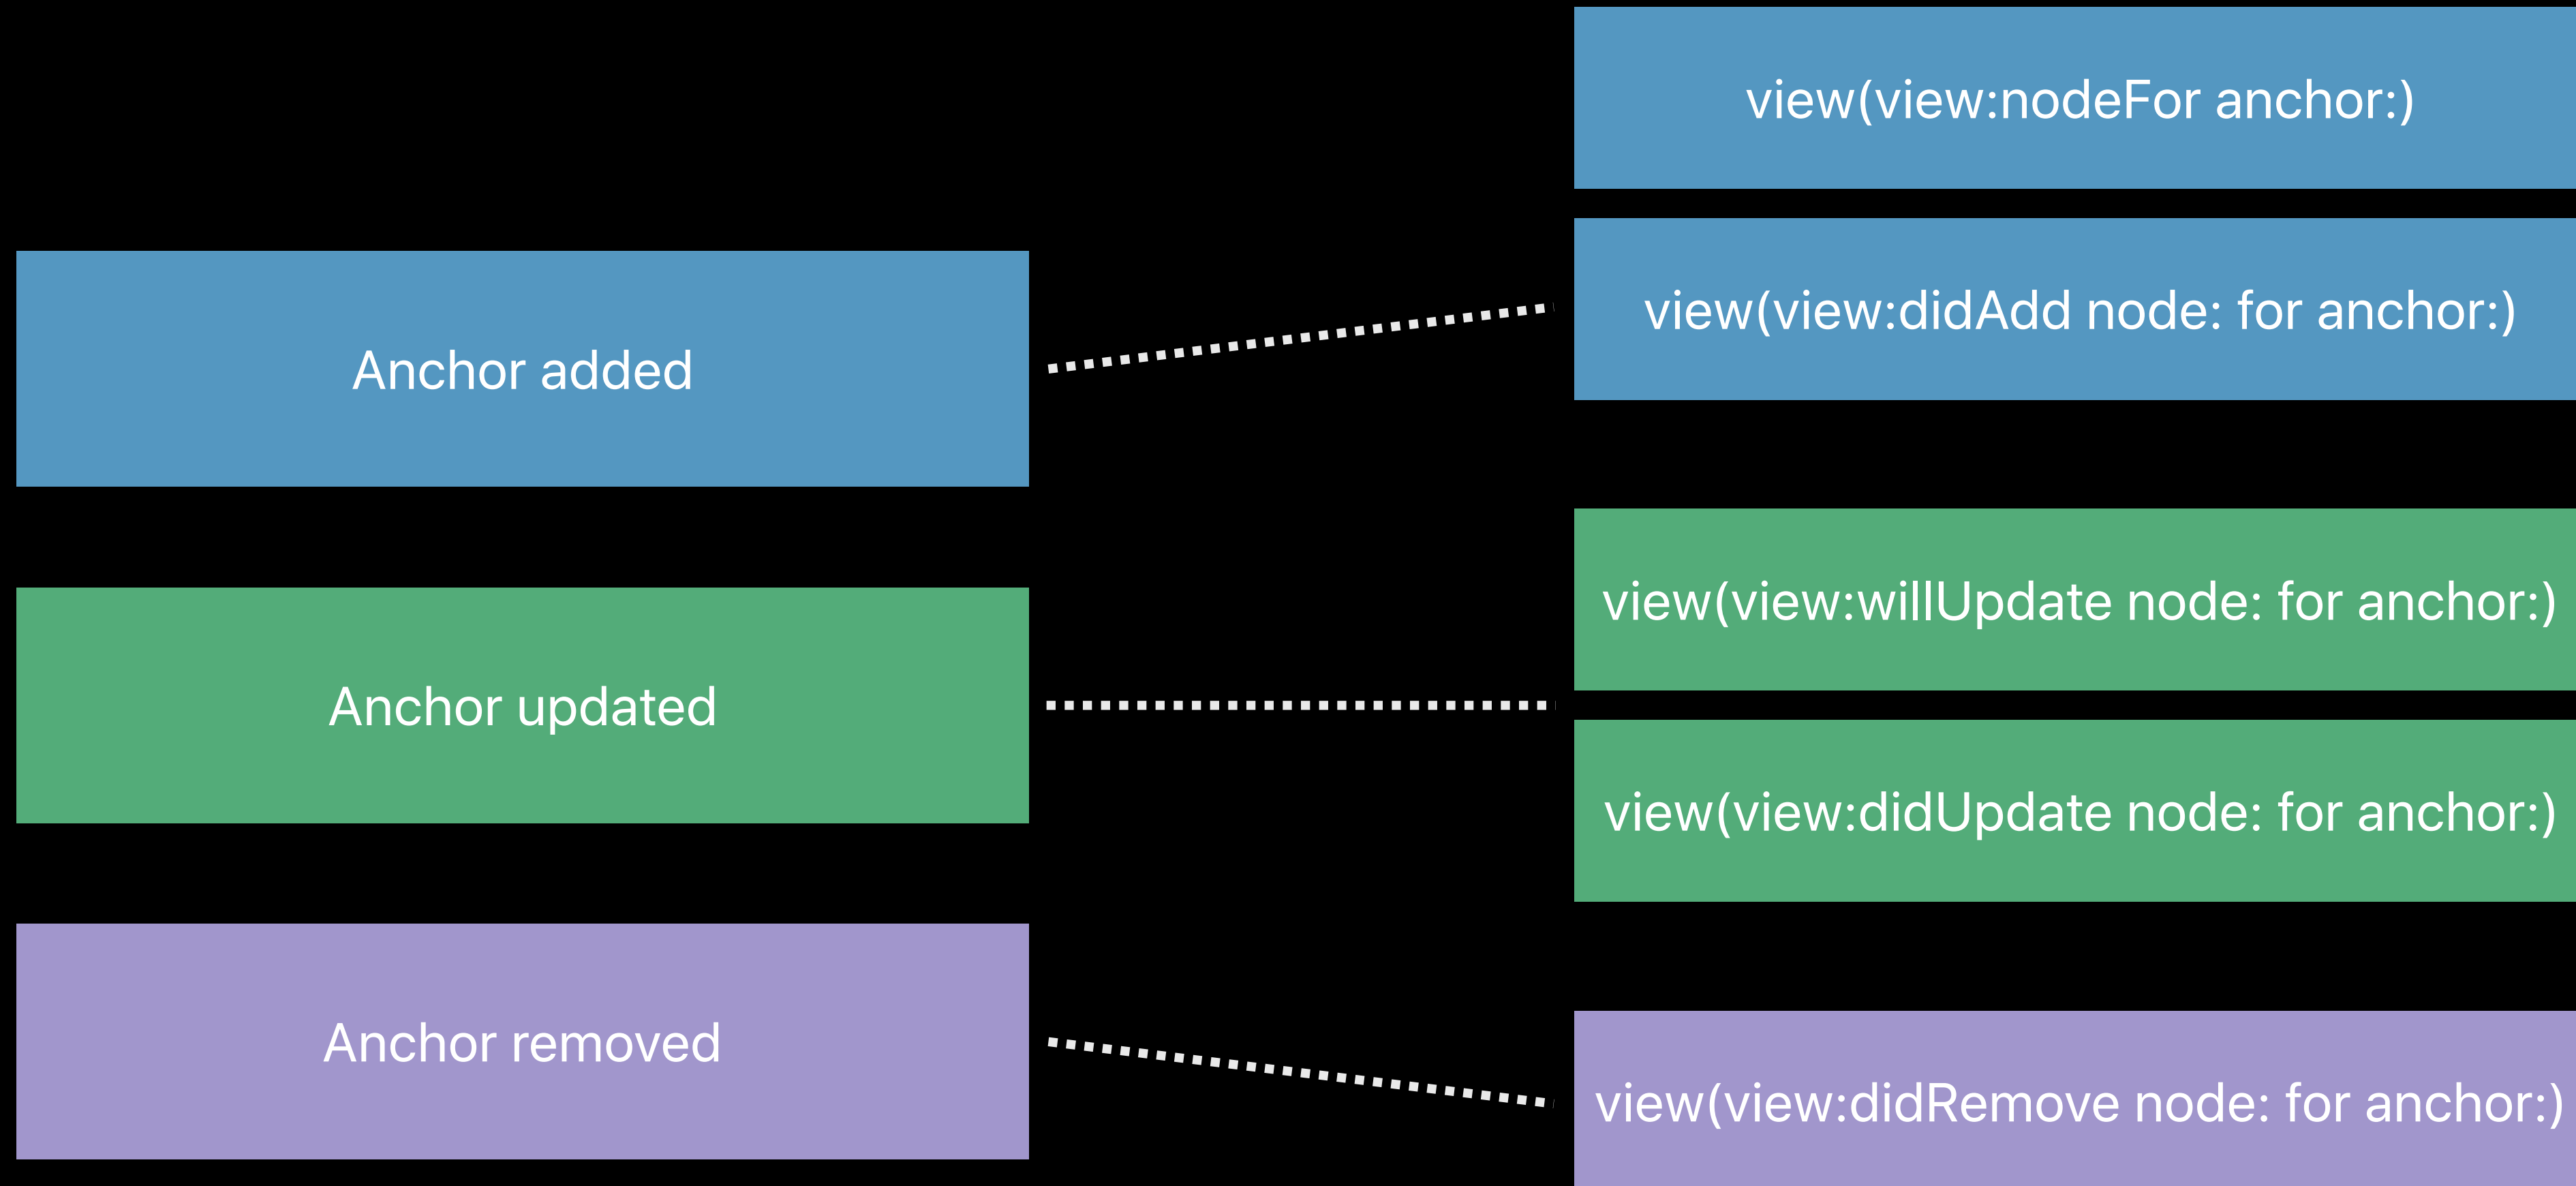 view(view:nodeFor anchor:)
view(view:didAdd node: for anchor:)
Anchor added
view(view:willUpdate node: for anchor:)
Anchor updated
view(view:didUpdate node: for anchor:)
Anchor removed
view(view:didRemove node: for anchor:)